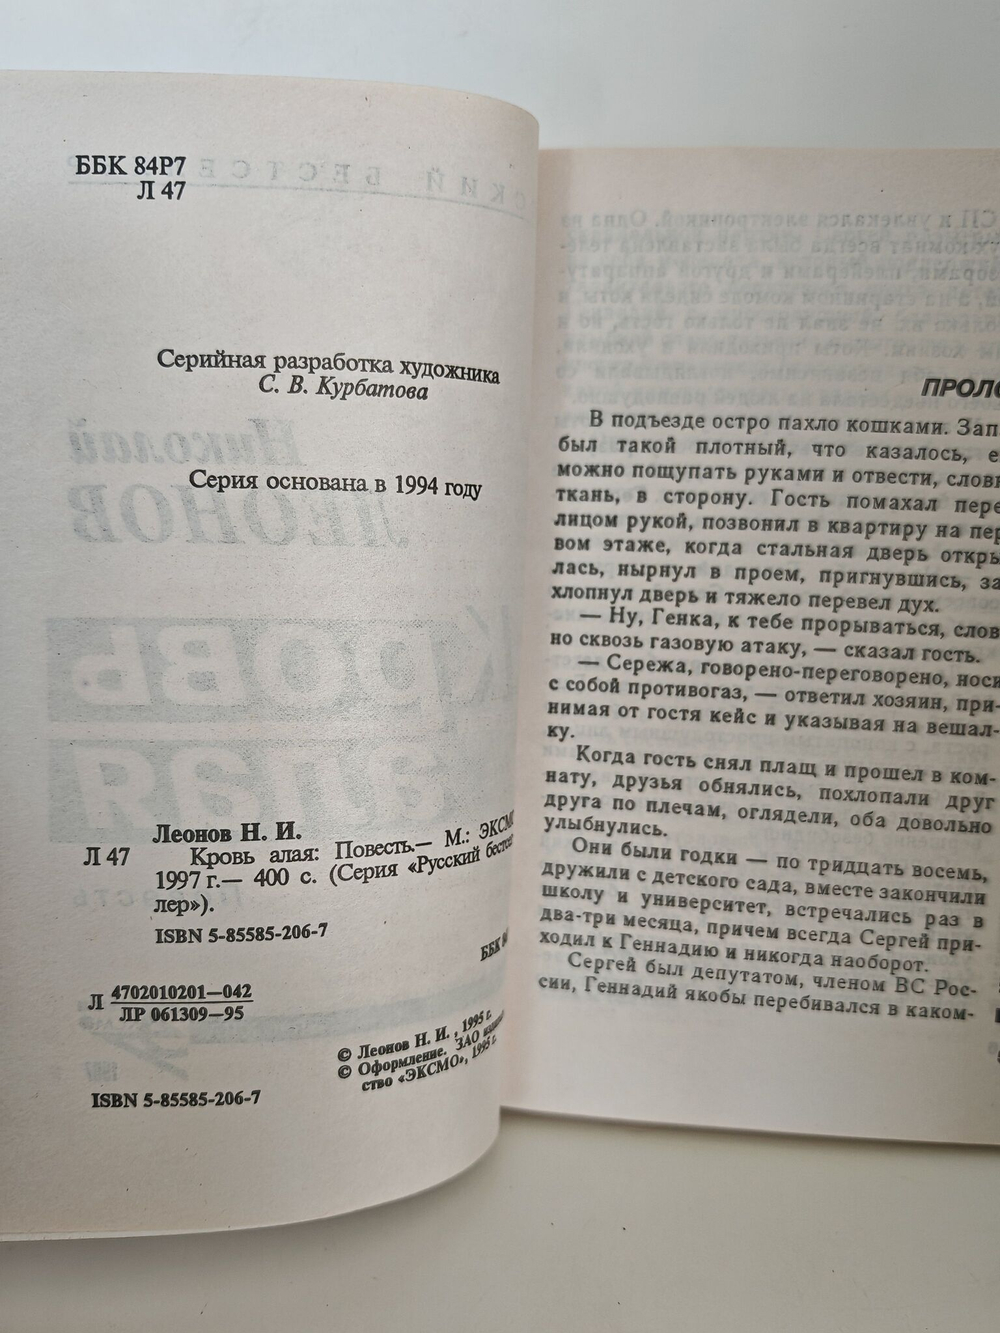 ББК 84Р7
Л 47
Серийная разработка художника
С. В. Курбатова
Серия основана в 1994 году
Леонов Н. И.
Л 47 Кровь алая: Повесть.— М.: ЭКСМО
1997 г.— 400 с. (Серия «Русский бестсел
лер»).
ISBN 5-85585-206-7
ББК
Л 4702010201—042
ЛР 061309—95
© Леонов Н. И. , 1995 г.
© Оформление. ЗАО
ство «ЭКСМО», 1995 г.
ISBN 5-85585-206-7
ПРОЛО
В подъезде остро пахло кошками. Зап
был такой плотный, что казалось, е
можно пощупать руками и отвести, словн
ткань, в сторону. Гость помахал пере
лицом рукой, позвонил в квартиру на пер
вом этаже, когда стальная дверь откры
лась, нырнул в проем, пригнувшись, за
хлопнул дверь и тяжело перевел дух.
— Ну, Генка, к тебе прорываться, слов
но сквозь газовую атаку, — сказал гость.
— Сережа, говорено-переговорено, носи
с собой противогаз, — ответил хозяин, при-
нимая от гостя кейс и указывая на вешал-
ку.
Когда гость снял плащ и прошел в ком-
нату, друзья обнялись, похлопали друг
друга по плечам, оглядели, оба довольно
улыбнулись.
Они были годки — по тридцать восемь,
дружили с детского сада, вместе закончили
школу и университет, встречались раз в
два-три месяца, причем всегда Сергей при-
ходил к Геннадию и никогда наоборот.
Сергей был депутатом, членом ВС Рос-
сии, Геннадий якобы перебивался в каком-